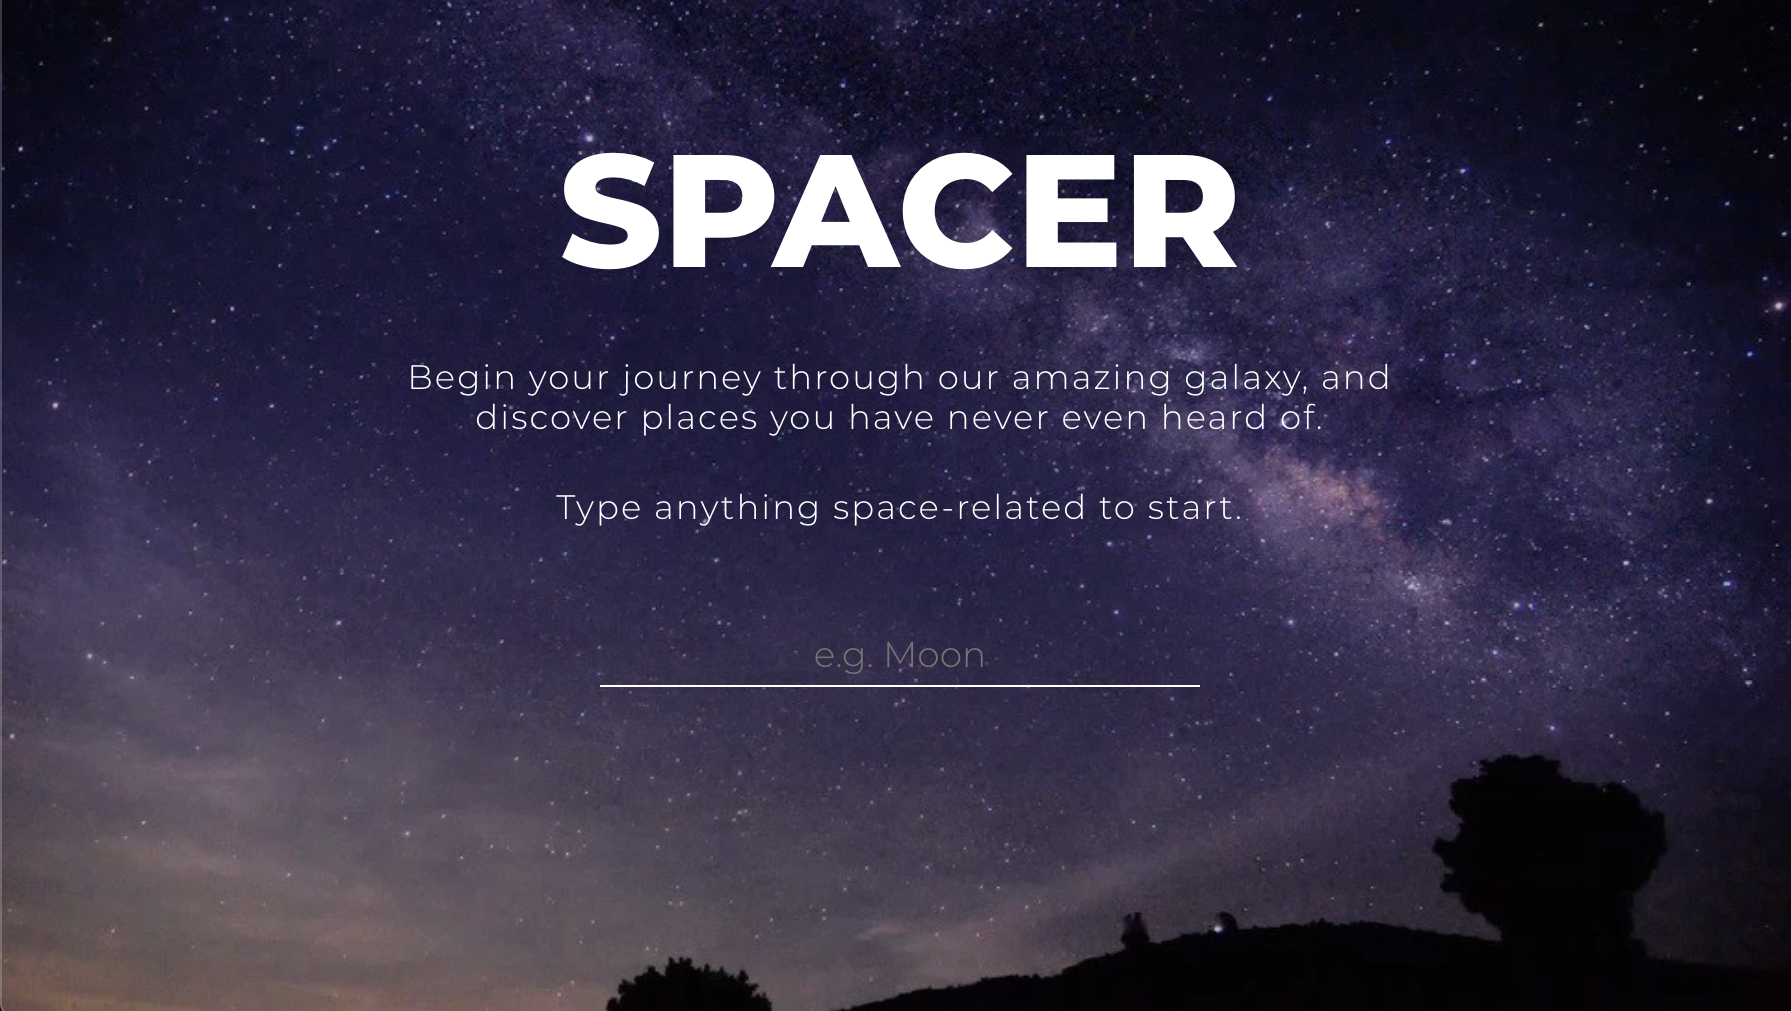 SPACER
Begin your journey through our amazing galaxy, and
discover places you have never even heard of.
Type anything space-related to start.
e.g. Moon